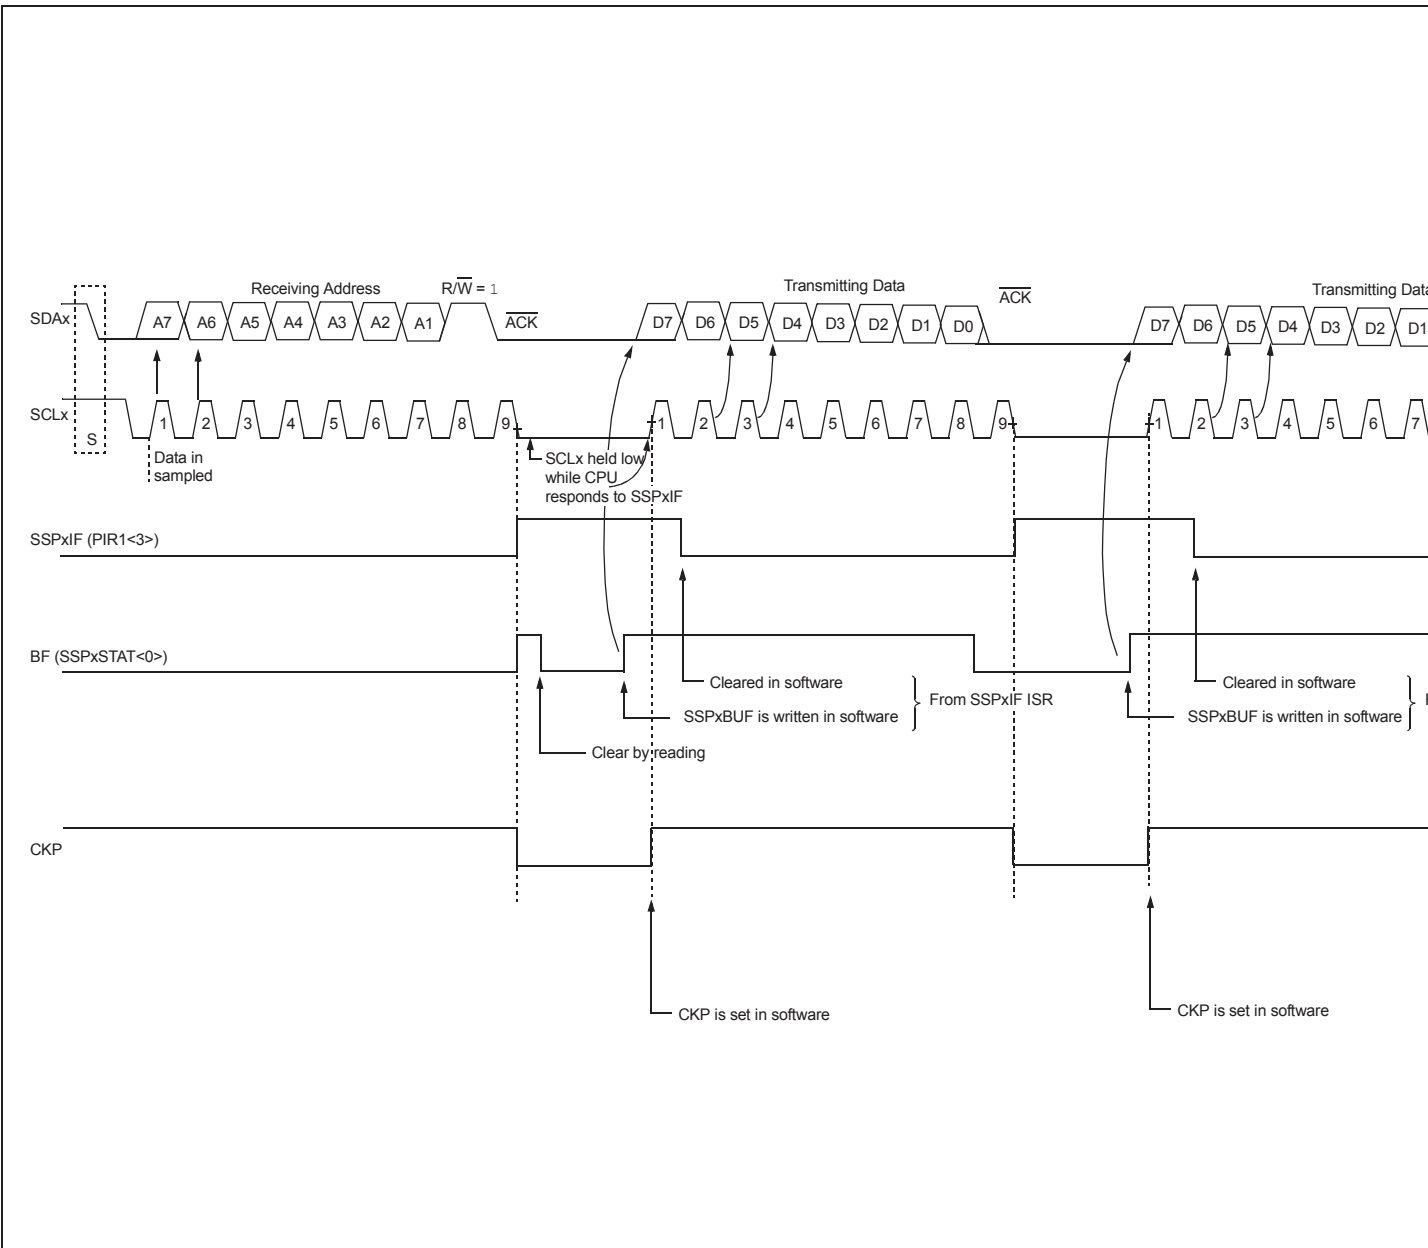 Receiving Address R/W = 1 Transmitting Data ACK Transmitting Data
SDAx A7 A6 A5 A4 A3 A2 A1 ACK D7 D6 D5 D4 D3 D2 D1 D0 D7 D6 D5 D4 D3 D2 D1
SCLx 1 2 3 4 5 6 7 8 9 1 2 3 4 5 6 7 8 9 1 2 3 4 5 6 7
S
Data in
sampled
SCLx held low
while CPU
responds to SSPxIF
SSPxIF (PIR1<3>)
BF (SSPxSTAT<0>)
Cleared in software
SSPxBUF is written in software
From SSPxIF ISR
Clear by reading
Cleared in software
SSPxBUF is written in software
CKP
CKP is set in software
CKP is set in software